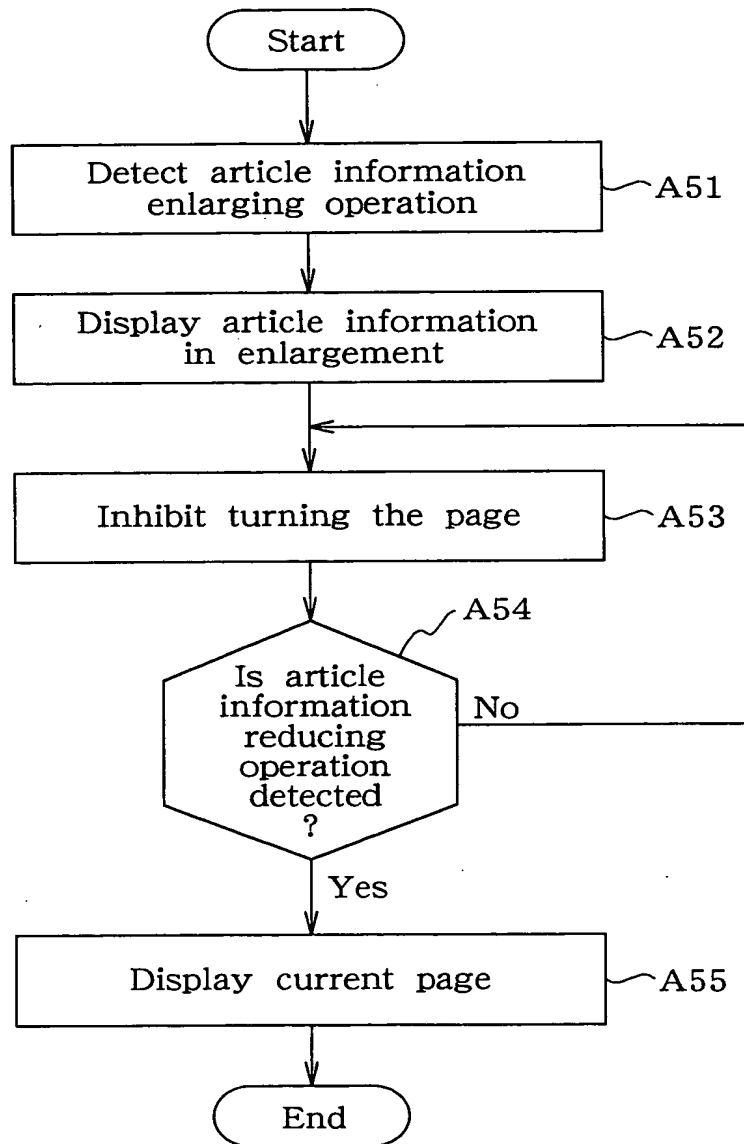 Start
Detect article information
enlarging operation
A51
Display article information
in enlargement
A52
Inhibit turning the page
A53
A54
Is article
information
reducing
operation
detected
?
No
Yes
Display current page
A55
End